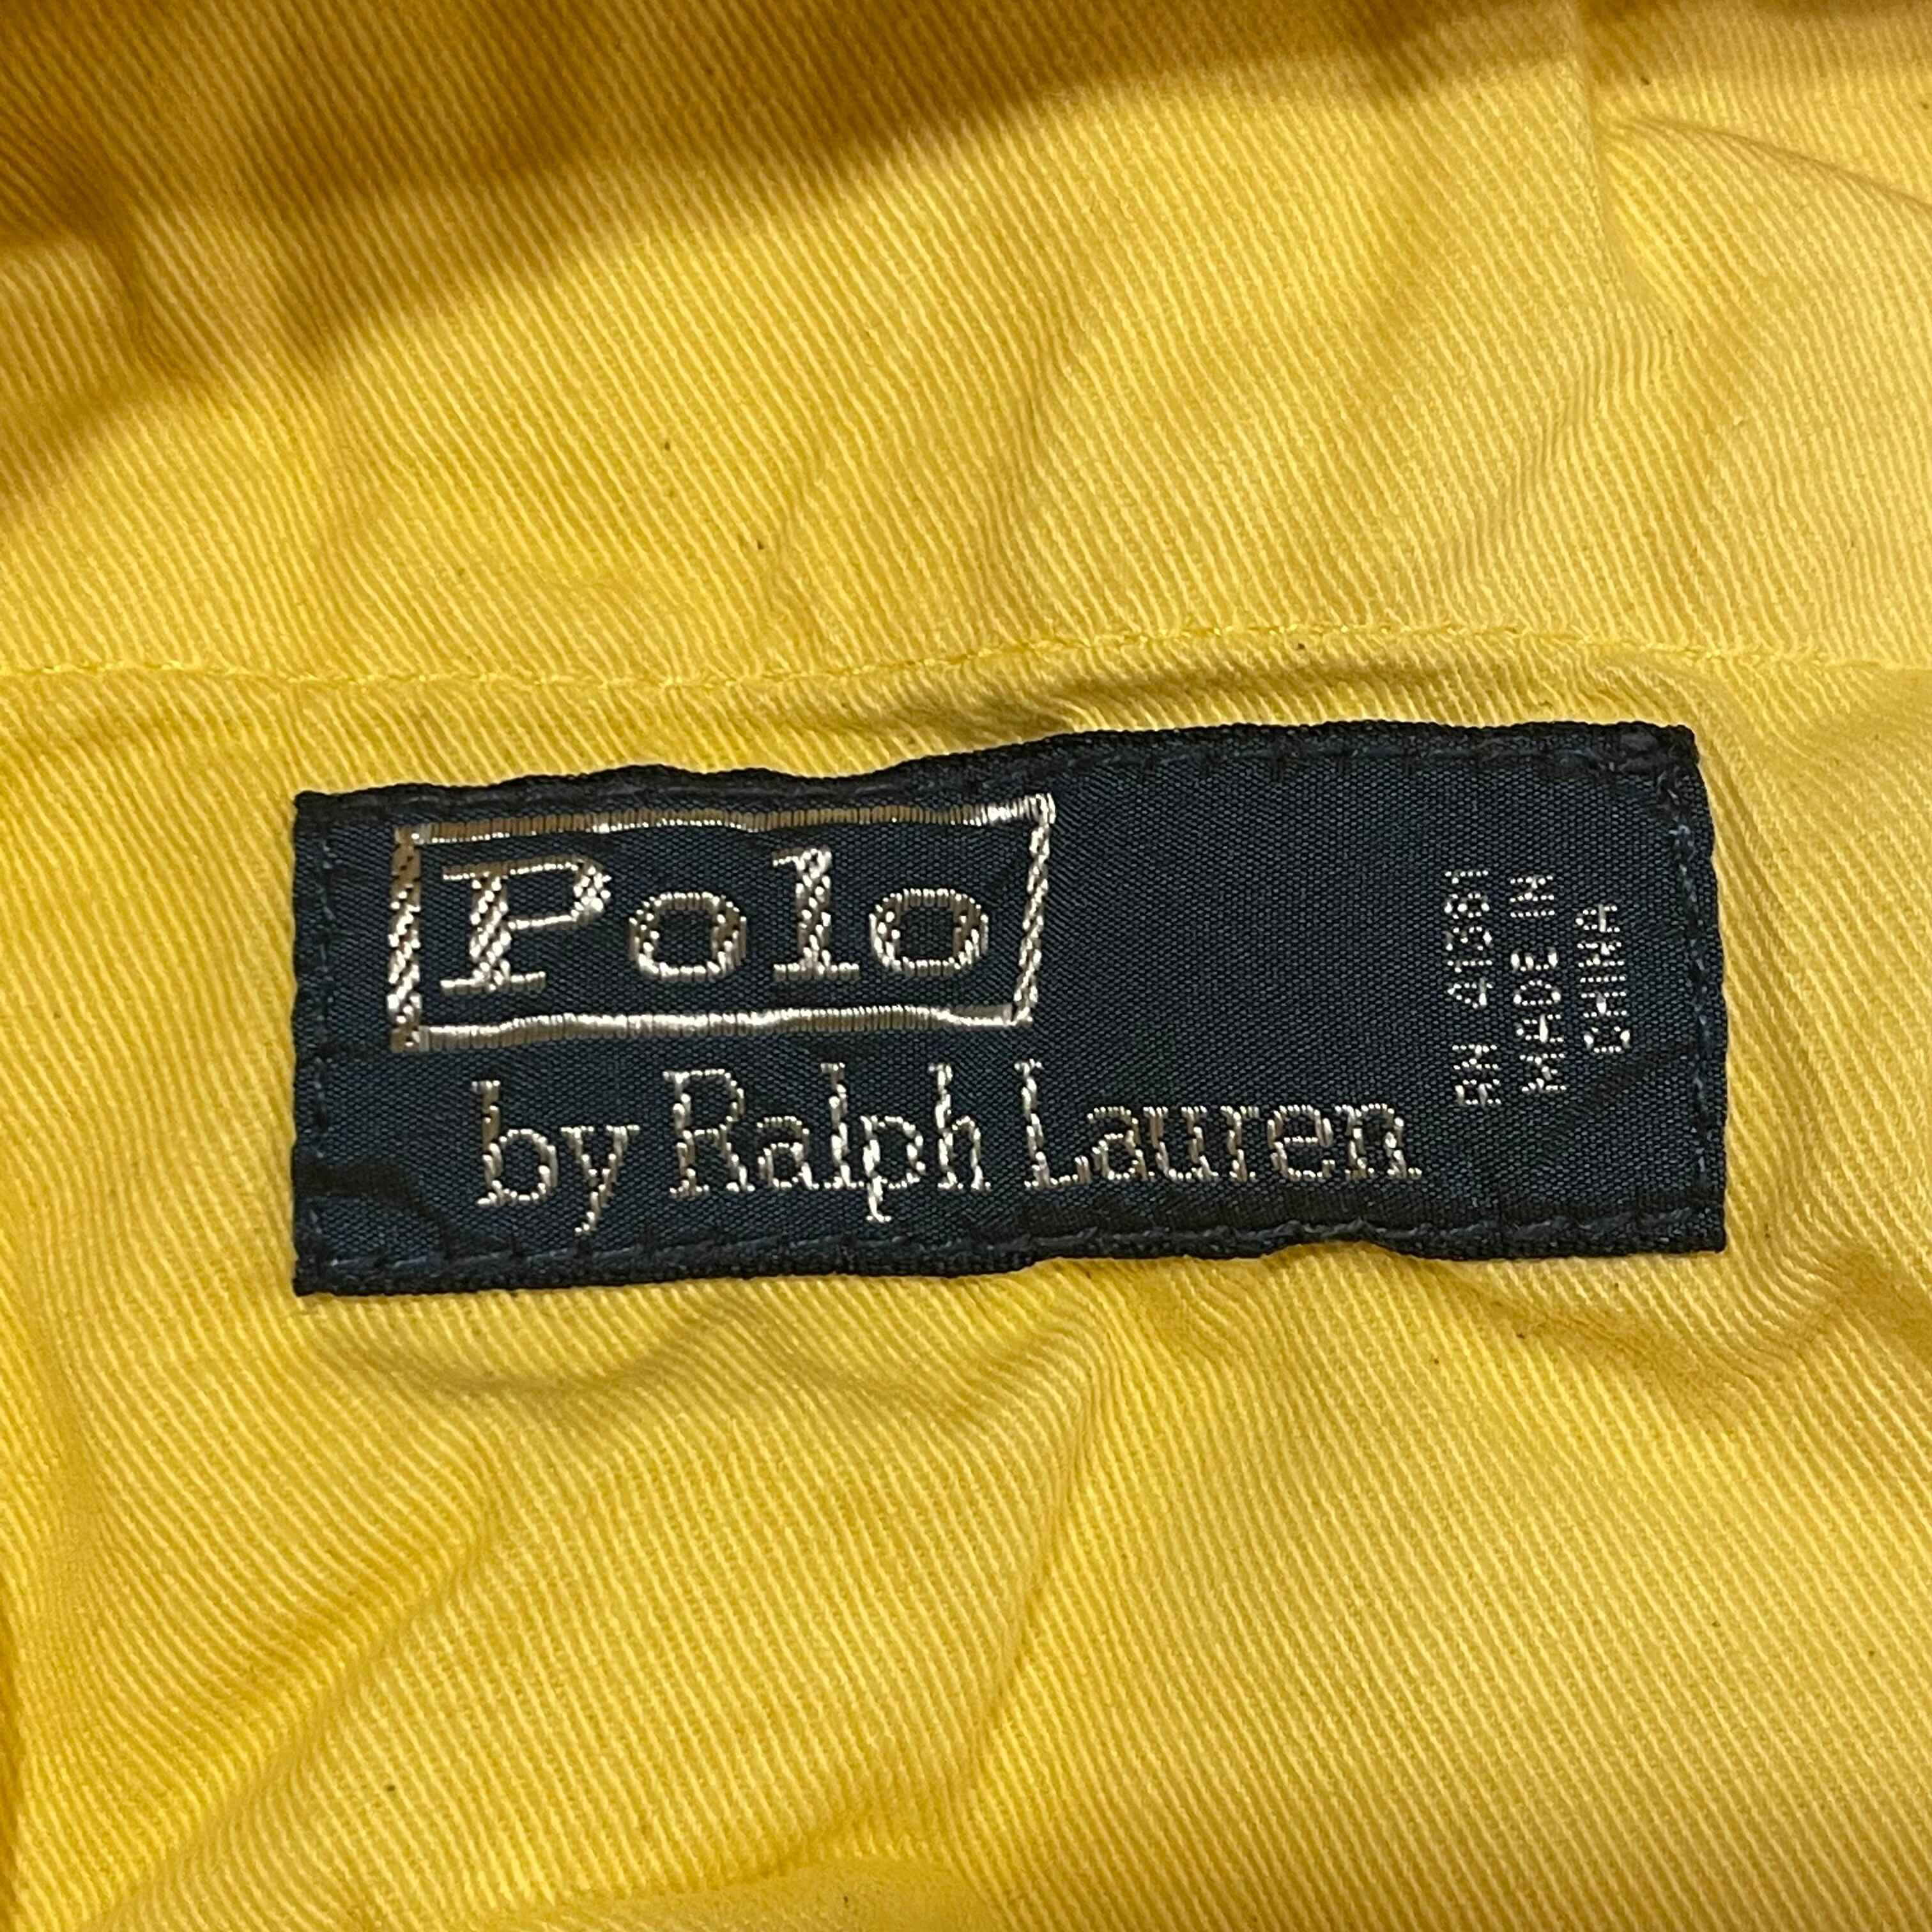 Polo
by Ralph Lauren
RN 41381
MADE IN
CHINA